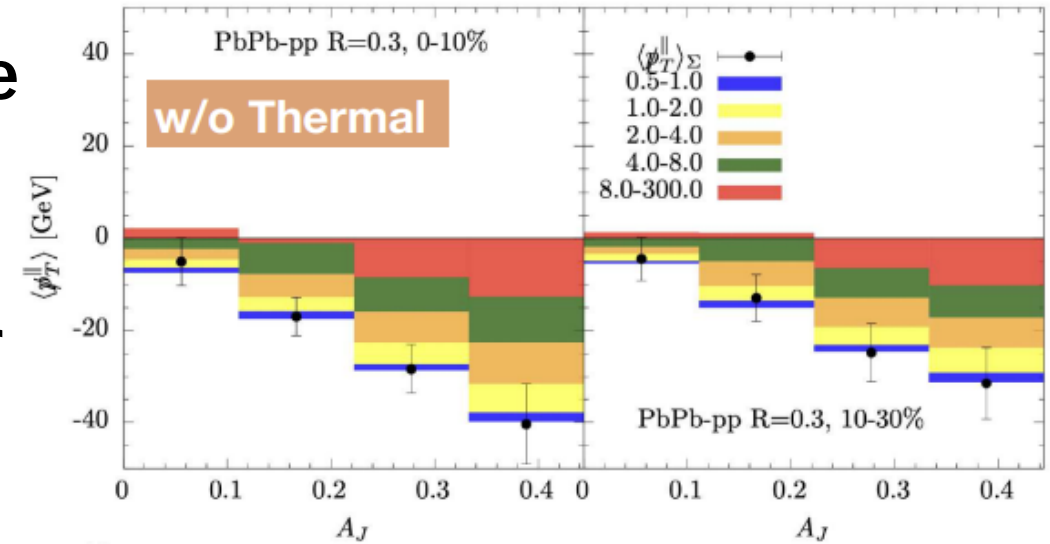 e
PbPb-pp R=0.3, 0-10%
w/o Thermal
⟨p̸_T^∥⟩_Σ
0.5-1.0
1.0-2.0
2.0-4.0
4.0-8.0
8.0-300.0
PbPb-pp R=0.3, 10-30%
⟨p̸_T^∥⟩ [GeV]
40
20
0
-20
-40
0 0.1 0.2 0.3 0.4 0 0.1 0.2 0.3 0.4
A_J A_J